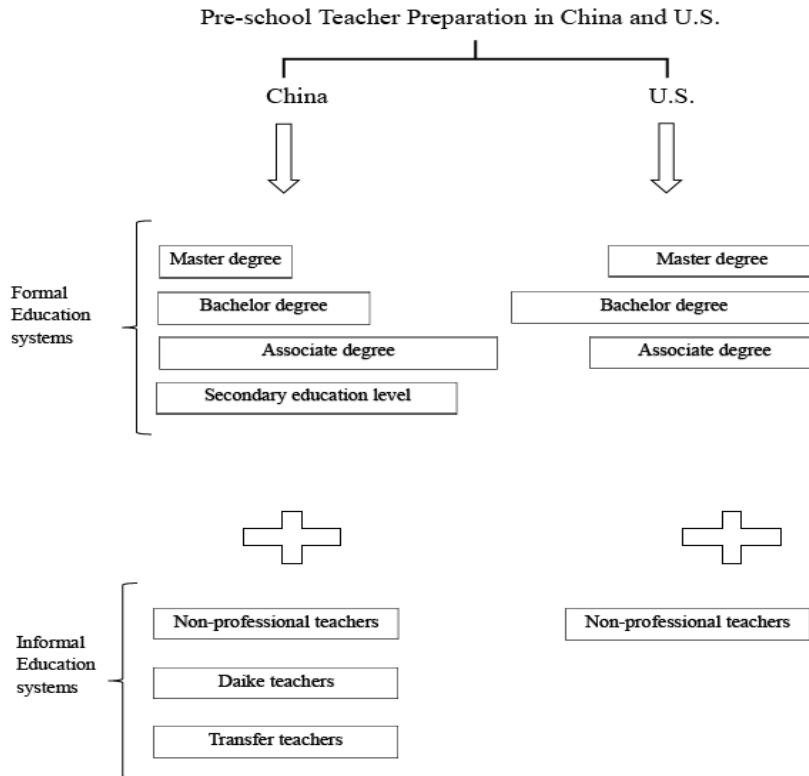 Pre-school Teacher Preparation in China and U.S.
China
U.S.
Formal
Education
systems
Master degree
Bachelor degree
Associate degree
Secondary education level
Master degree
Bachelor degree
Associate degree
Informal
Education
systems
Non-professional teachers
Daike teachers
Transfer teachers
Non-professional teachers